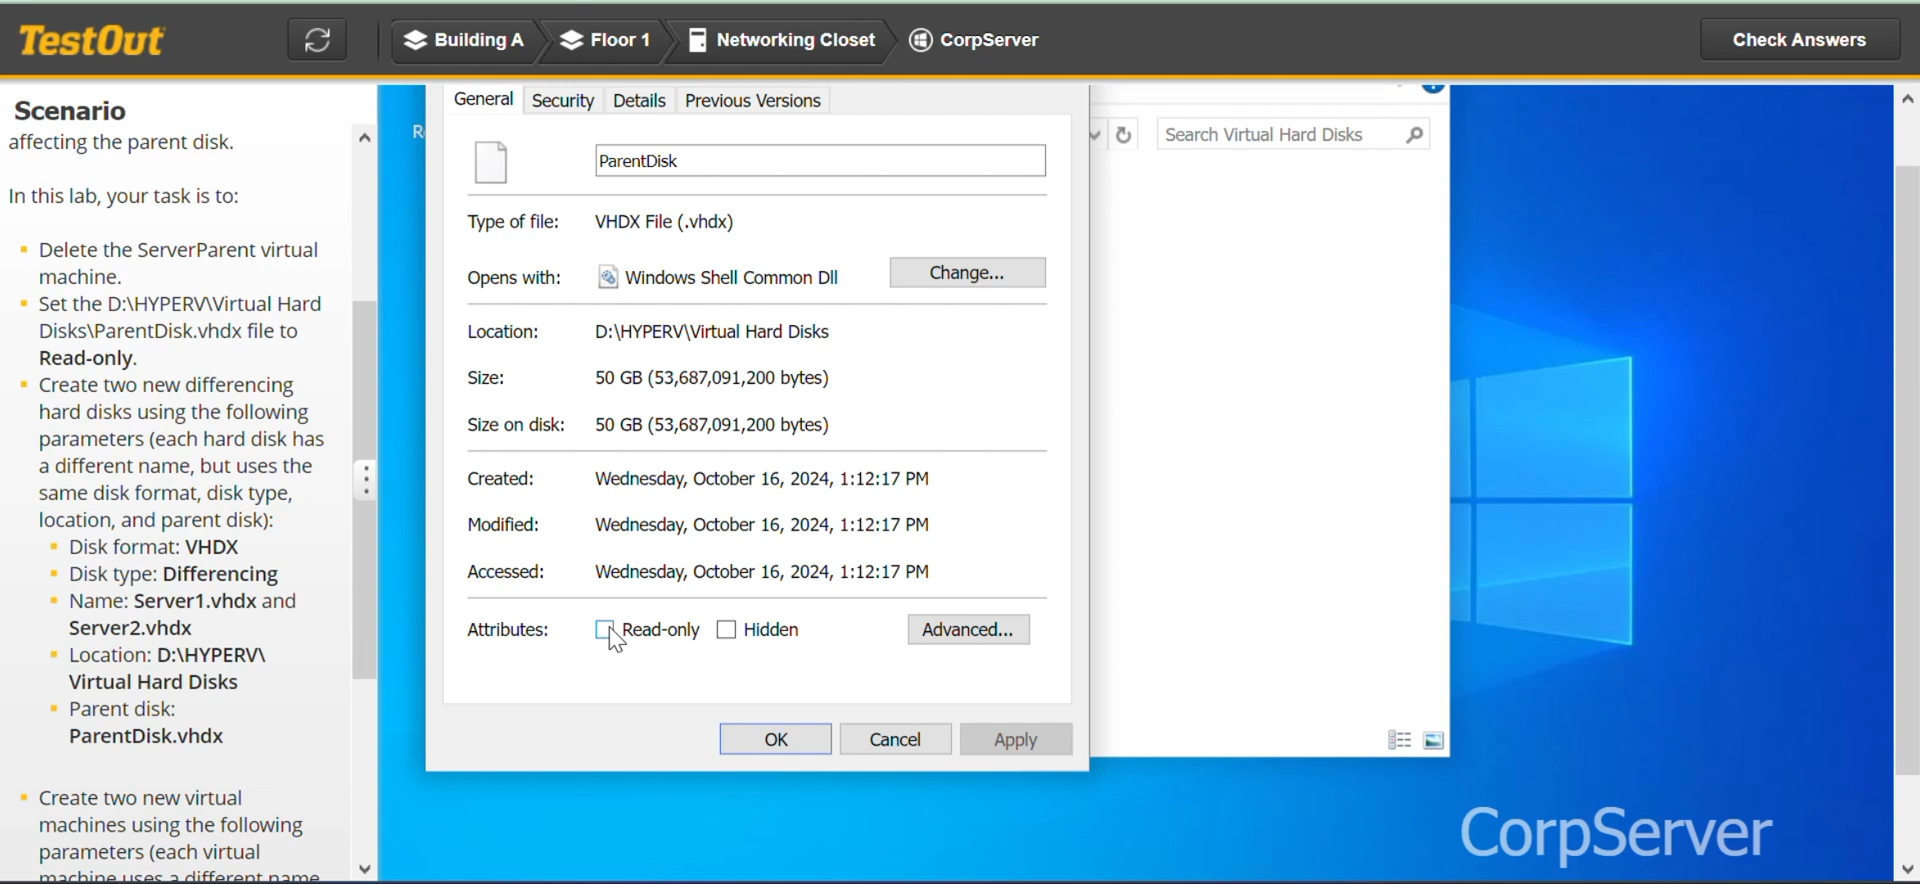 TestOut
Building A
Floor 1
Networking Closet
CorpServer
Check Answers
Scenario
affecting the parent disk.
In this lab, your task is to:
Delete the ServerParent virtual
machine.
Set the D:\HYPERV\Virtual Hard
Disks\ParentDisk.vhdx file to
Read-only.
Create two new differencing
hard disks using the following
parameters (each hard disk has
a different name, but uses the
same disk format, disk type,
location, and parent disk):
Disk format: VHDX
Disk type: Differencing
Name: Server1.vhdx and
Server2.vhdx
Location: D:\HYPERV\
Virtual Hard Disks
Parent disk:
ParentDisk.vhdx
Create two new virtual
machines using the following
parameters (each virtual
machine uses a different name
General Security Details Previous Versions
ParentDisk
Type of file: VHDX File (.vhdx)
Opens with: Windows Shell Common Dll Change...
Location: D:\HYPERV\Virtual Hard Disks
Size: 50 GB (53,687,091,200 bytes)
Size on disk: 50 GB (53,687,091,200 bytes)
Created: Wednesday, October 16, 2024, 1:12:17 PM
Modified: Wednesday, October 16, 2024, 1:12:17 PM
Accessed: Wednesday, October 16, 2024, 1:12:17 PM
Attributes: Read-only Hidden Advanced...
OK Cancel Apply
Search Virtual Hard Disks
CorpServer